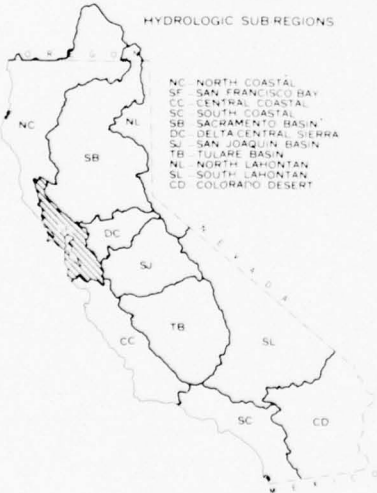 HYDROLOGIC SUB REGIONS
OREGON
NC - NORTH COASTAL
SF - SAN FRANCISCO BAY
CC - CENTRAL COASTAL
SC - SOUTH COASTAL
SB - SACRAMENTO BASIN
DC - DELTA CENTRAL SIERRA
SJ - SAN JOAQUIN BASIN
TB - TULARE BASIN
NL - NORTH LAHONTAN
SL - SOUTH LAHONTAN
CD - COLORADO DESERT
NC
NL
SB
DC
NEVADA
SJ
TB
CC
SL
SC
CD